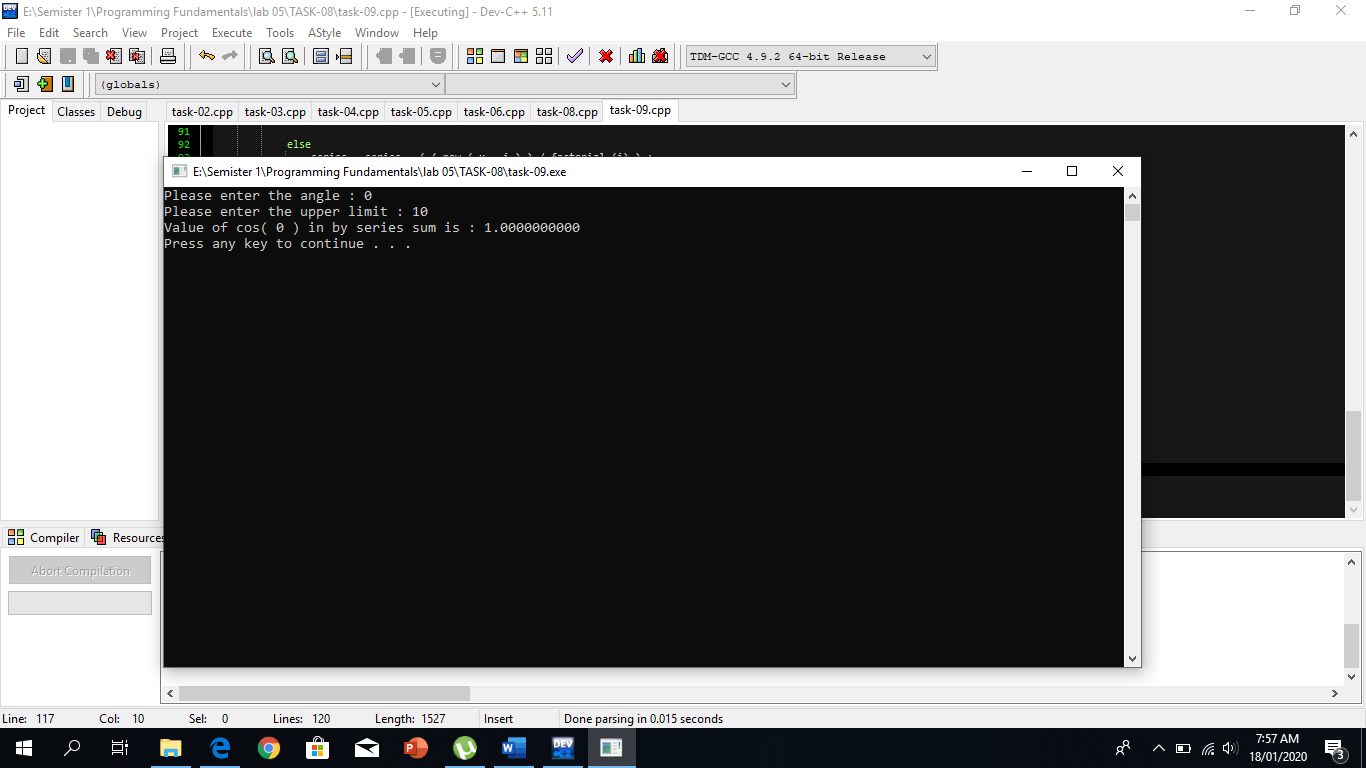 E:\Semister 1\Programming Fundamentals\lab 05\TASK-08\task-09.cpp - [Executing] - Dev-C++ 5.11
File Edit Search View Project Execute Tools AStyle Window Help
TDM-GCC 4.9.2 64-bit Release
(globals)
Project Classes Debug
task-02.cpp task-03.cpp task-04.cpp task-05.cpp task-06.cpp task-08.cpp task-09.cpp
91
92 else
E:\Semister 1\Programming Fundamentals\lab 05\TASK-08\task-09.exe
Please enter the angle : 0
Please enter the upper limit : 10
Value of cos( 0 ) in by series sum is : 1.0000000000
Press any key to continue . . .
Compiler Resources
Abort Compilation
Line: 117 Col: 10 Sel: 0 Lines: 120 Length: 1527 Insert Done parsing in 0.015 seconds
DEV
7:57 AM
18/01/2020
3